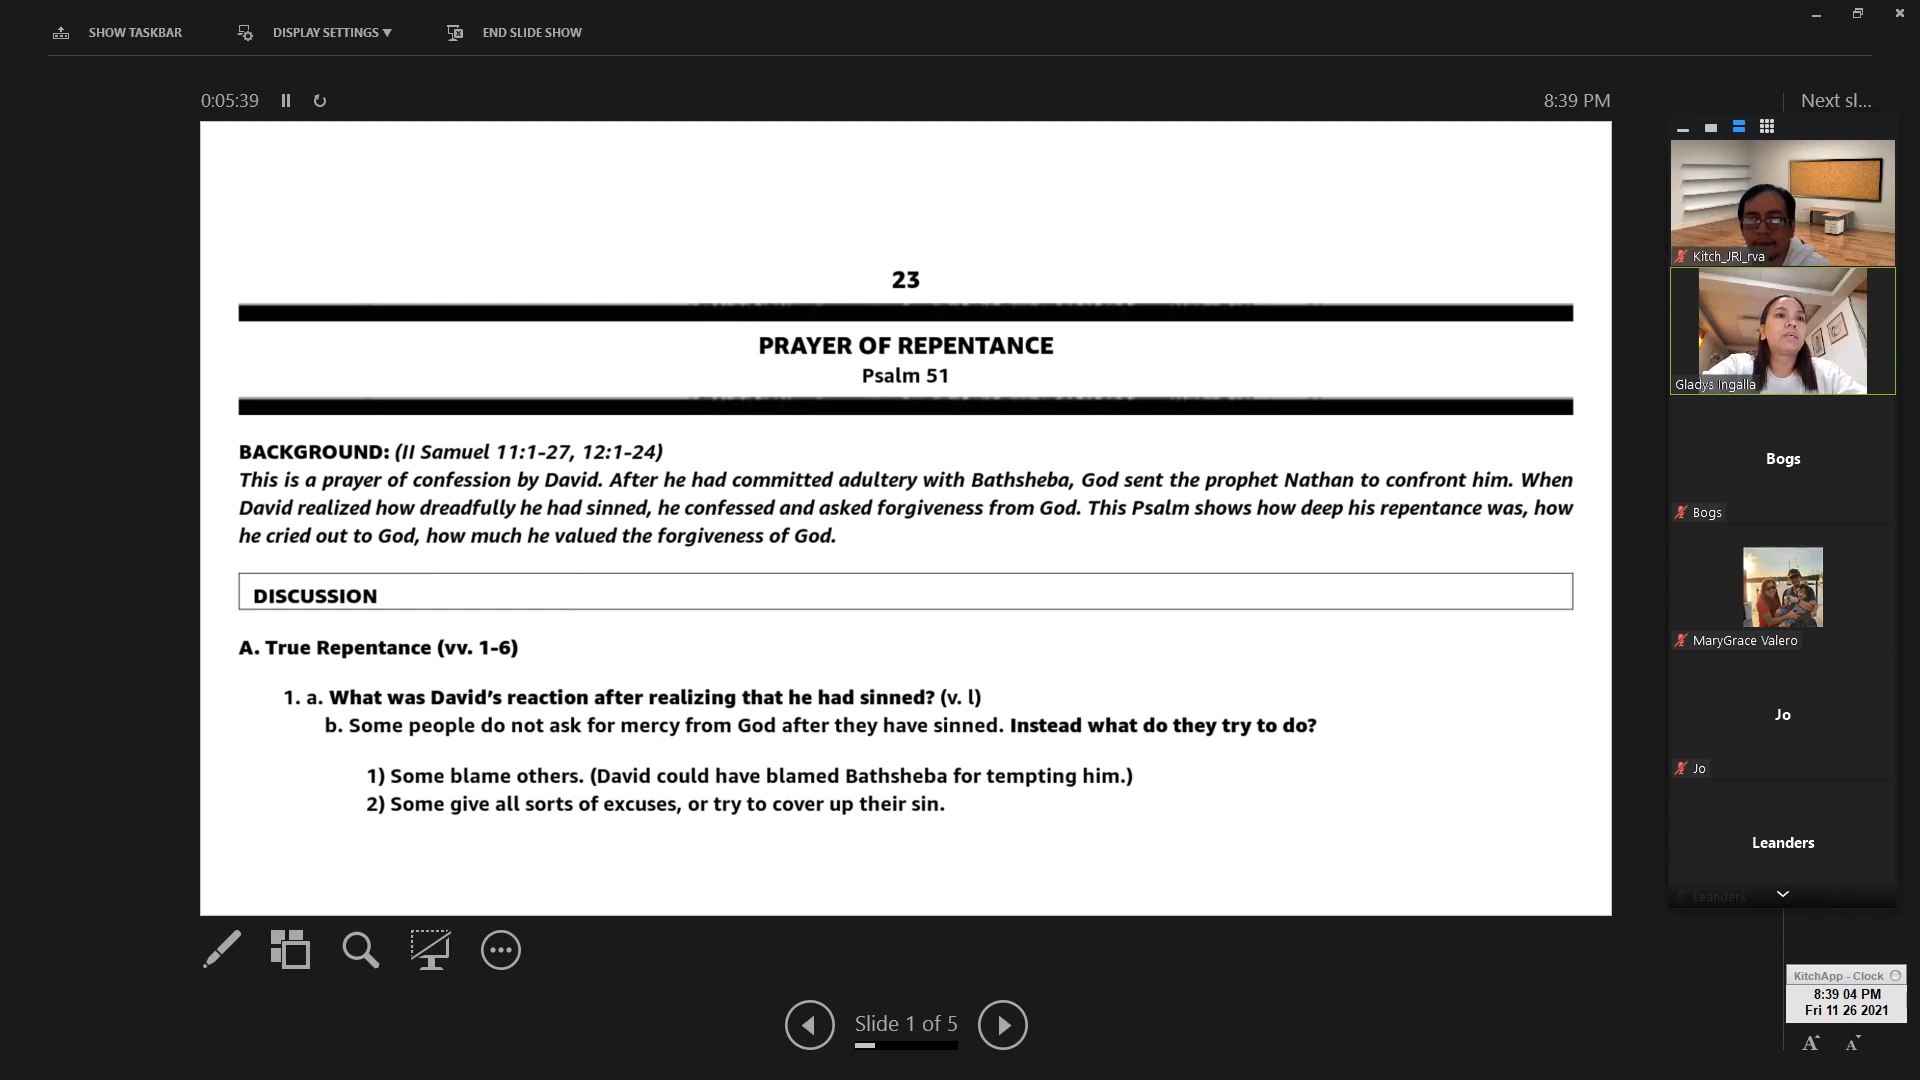 SHOW TASKBAR
DISPLAY SETTINGS ▼
END SLIDE SHOW
0:05:39
8:39 PM
Next sl...
23
PRAYER OF REPENTANCE
Psalm 51
BACKGROUND: (II Samuel 11:1-27, 12:1-24)
This is a prayer of confession by David. After he had committed adultery with Bathsheba, God sent the prophet Nathan to confront him. When
David realized how dreadfully he had sinned, he confessed and asked forgiveness from God. This Psalm shows how deep his repentance was, how
he cried out to God, how much he valued the forgiveness of God.
DISCUSSION
A. True Repentance (vv. 1-6)
1. a. What was David’s reaction after realizing that he had sinned? (v. l)
b. Some people do not ask for mercy from God after they have sinned. Instead what do they try to do?
1) Some blame others. (David could have blamed Bathsheba for tempting him.)
2) Some give all sorts of excuses, or try to cover up their sin.
Kitch_JRI_rva
Gladys Ingalla
Bogs
Bogs
MaryGrace Valero
Jo
Jo
Leanders
Leanders
Slide 1 of 5
KitchApp - Clock
8:39 04 PM
Fri 11 26 2021
A A